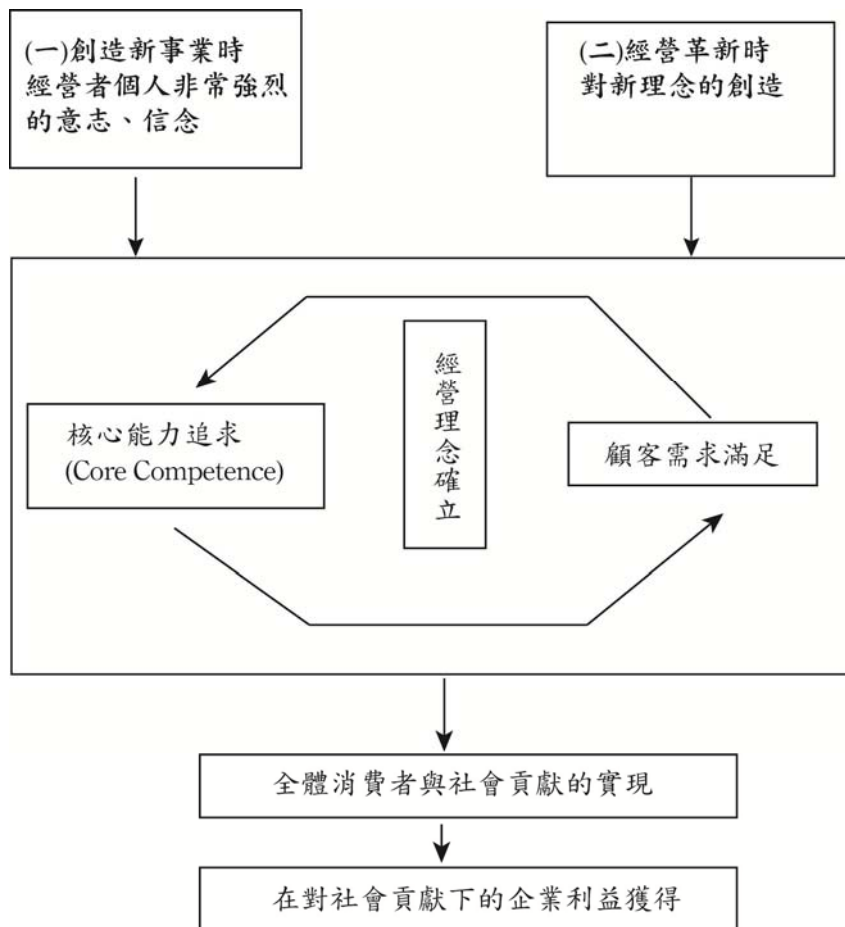 (一)創造新事業時
經營者個人非常強烈
的意志、信念
(二)經營革新時
對新理念的創造
經營理念確立
核心能力追求
(Core Competence)
顧客需求滿足
全體消費者與社會貢獻的實現
在對社會貢獻下的企業利益獲得